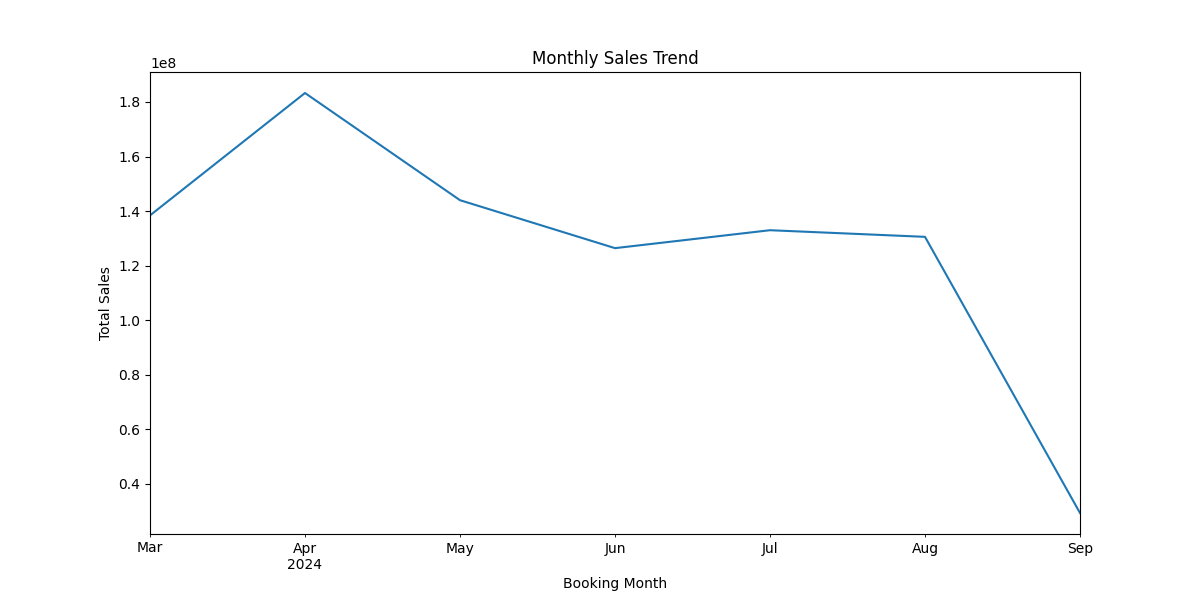 Monthly Sales Trend
1e8
1.8
1.6
1.4
1.2
1.0
0.8
0.6
0.4
Total Sales
Mar Apr May Jun Jul Aug Sep
2024
Booking Month